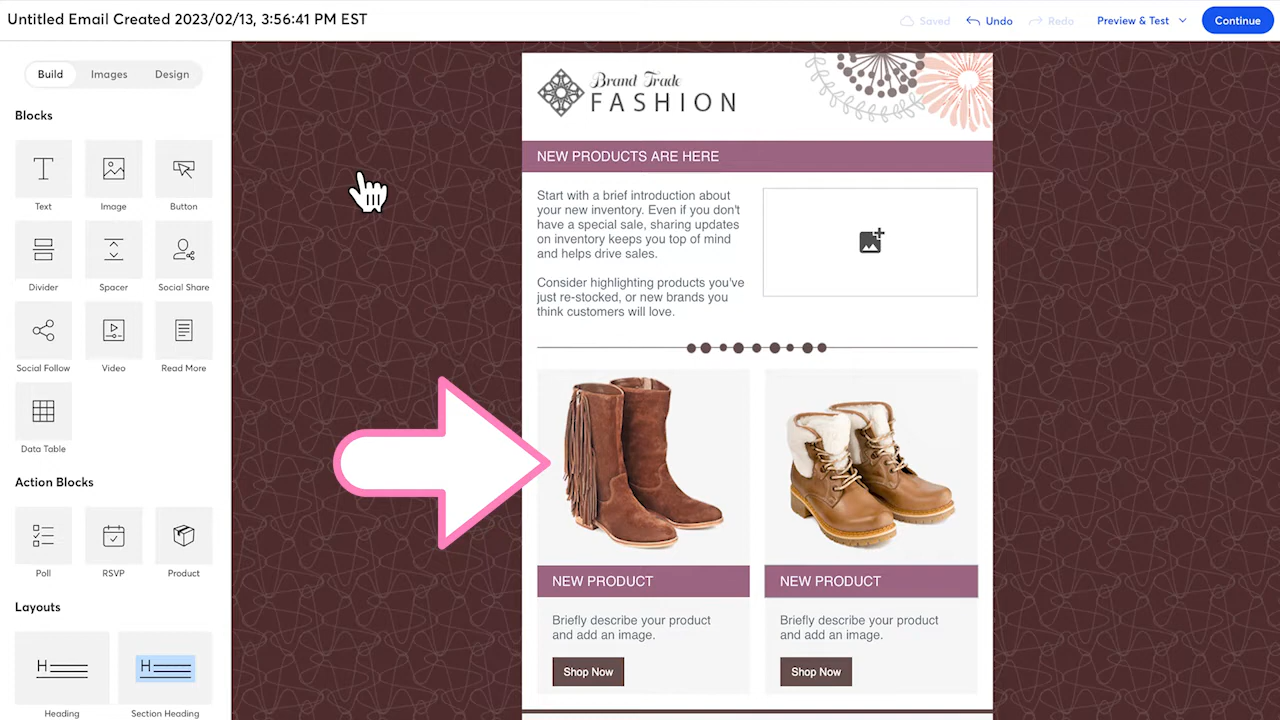 Untitled Email Created 2023/02/13, 3:56:41 PM EST
Saved
Undo
Redo
Preview & Test
Continue
Build
Images
Design
Blocks
Text
Image
Button
Divider
Spacer
Social Share
Social Follow
Video
Read More
Data Table
Action Blocks
Poll
RSVP
Product
Layouts
H
H
Heading
Section Heading
Brand Trade
FASHION
NEW PRODUCTS ARE HERE
Start with a brief introduction about
your new inventory. Even if you don't
have a special sale, sharing updates
on inventory keeps you top of mind
and helps drive sales.
Consider highlighting products you've
just re-stocked, or new brands you
think customers will love.
NEW PRODUCT
Briefly describe your product
and add an image.
Shop Now
NEW PRODUCT
Briefly describe your product
and add an image.
Shop Now